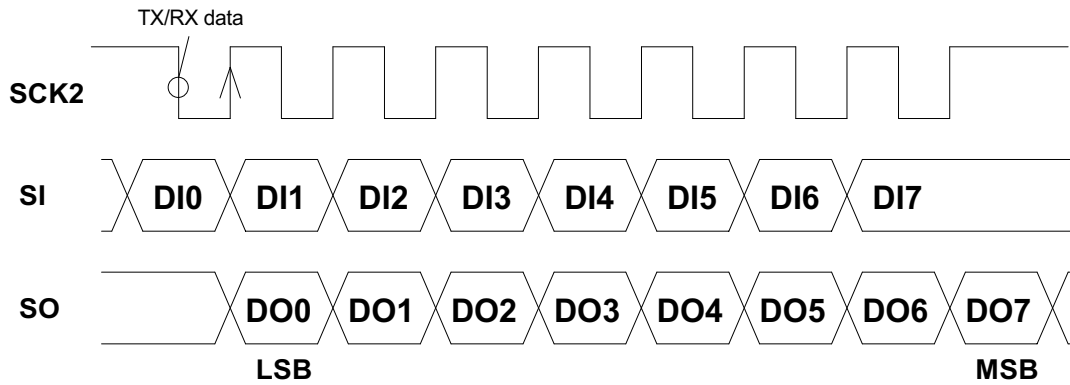 TX/RX data
SCK2
SI DI0 DI1 DI2 DI3 DI4 DI5 DI6 DI7
SO DO0 DO1 DO2 DO3 DO4 DO5 DO6 DO7
LSB MSB